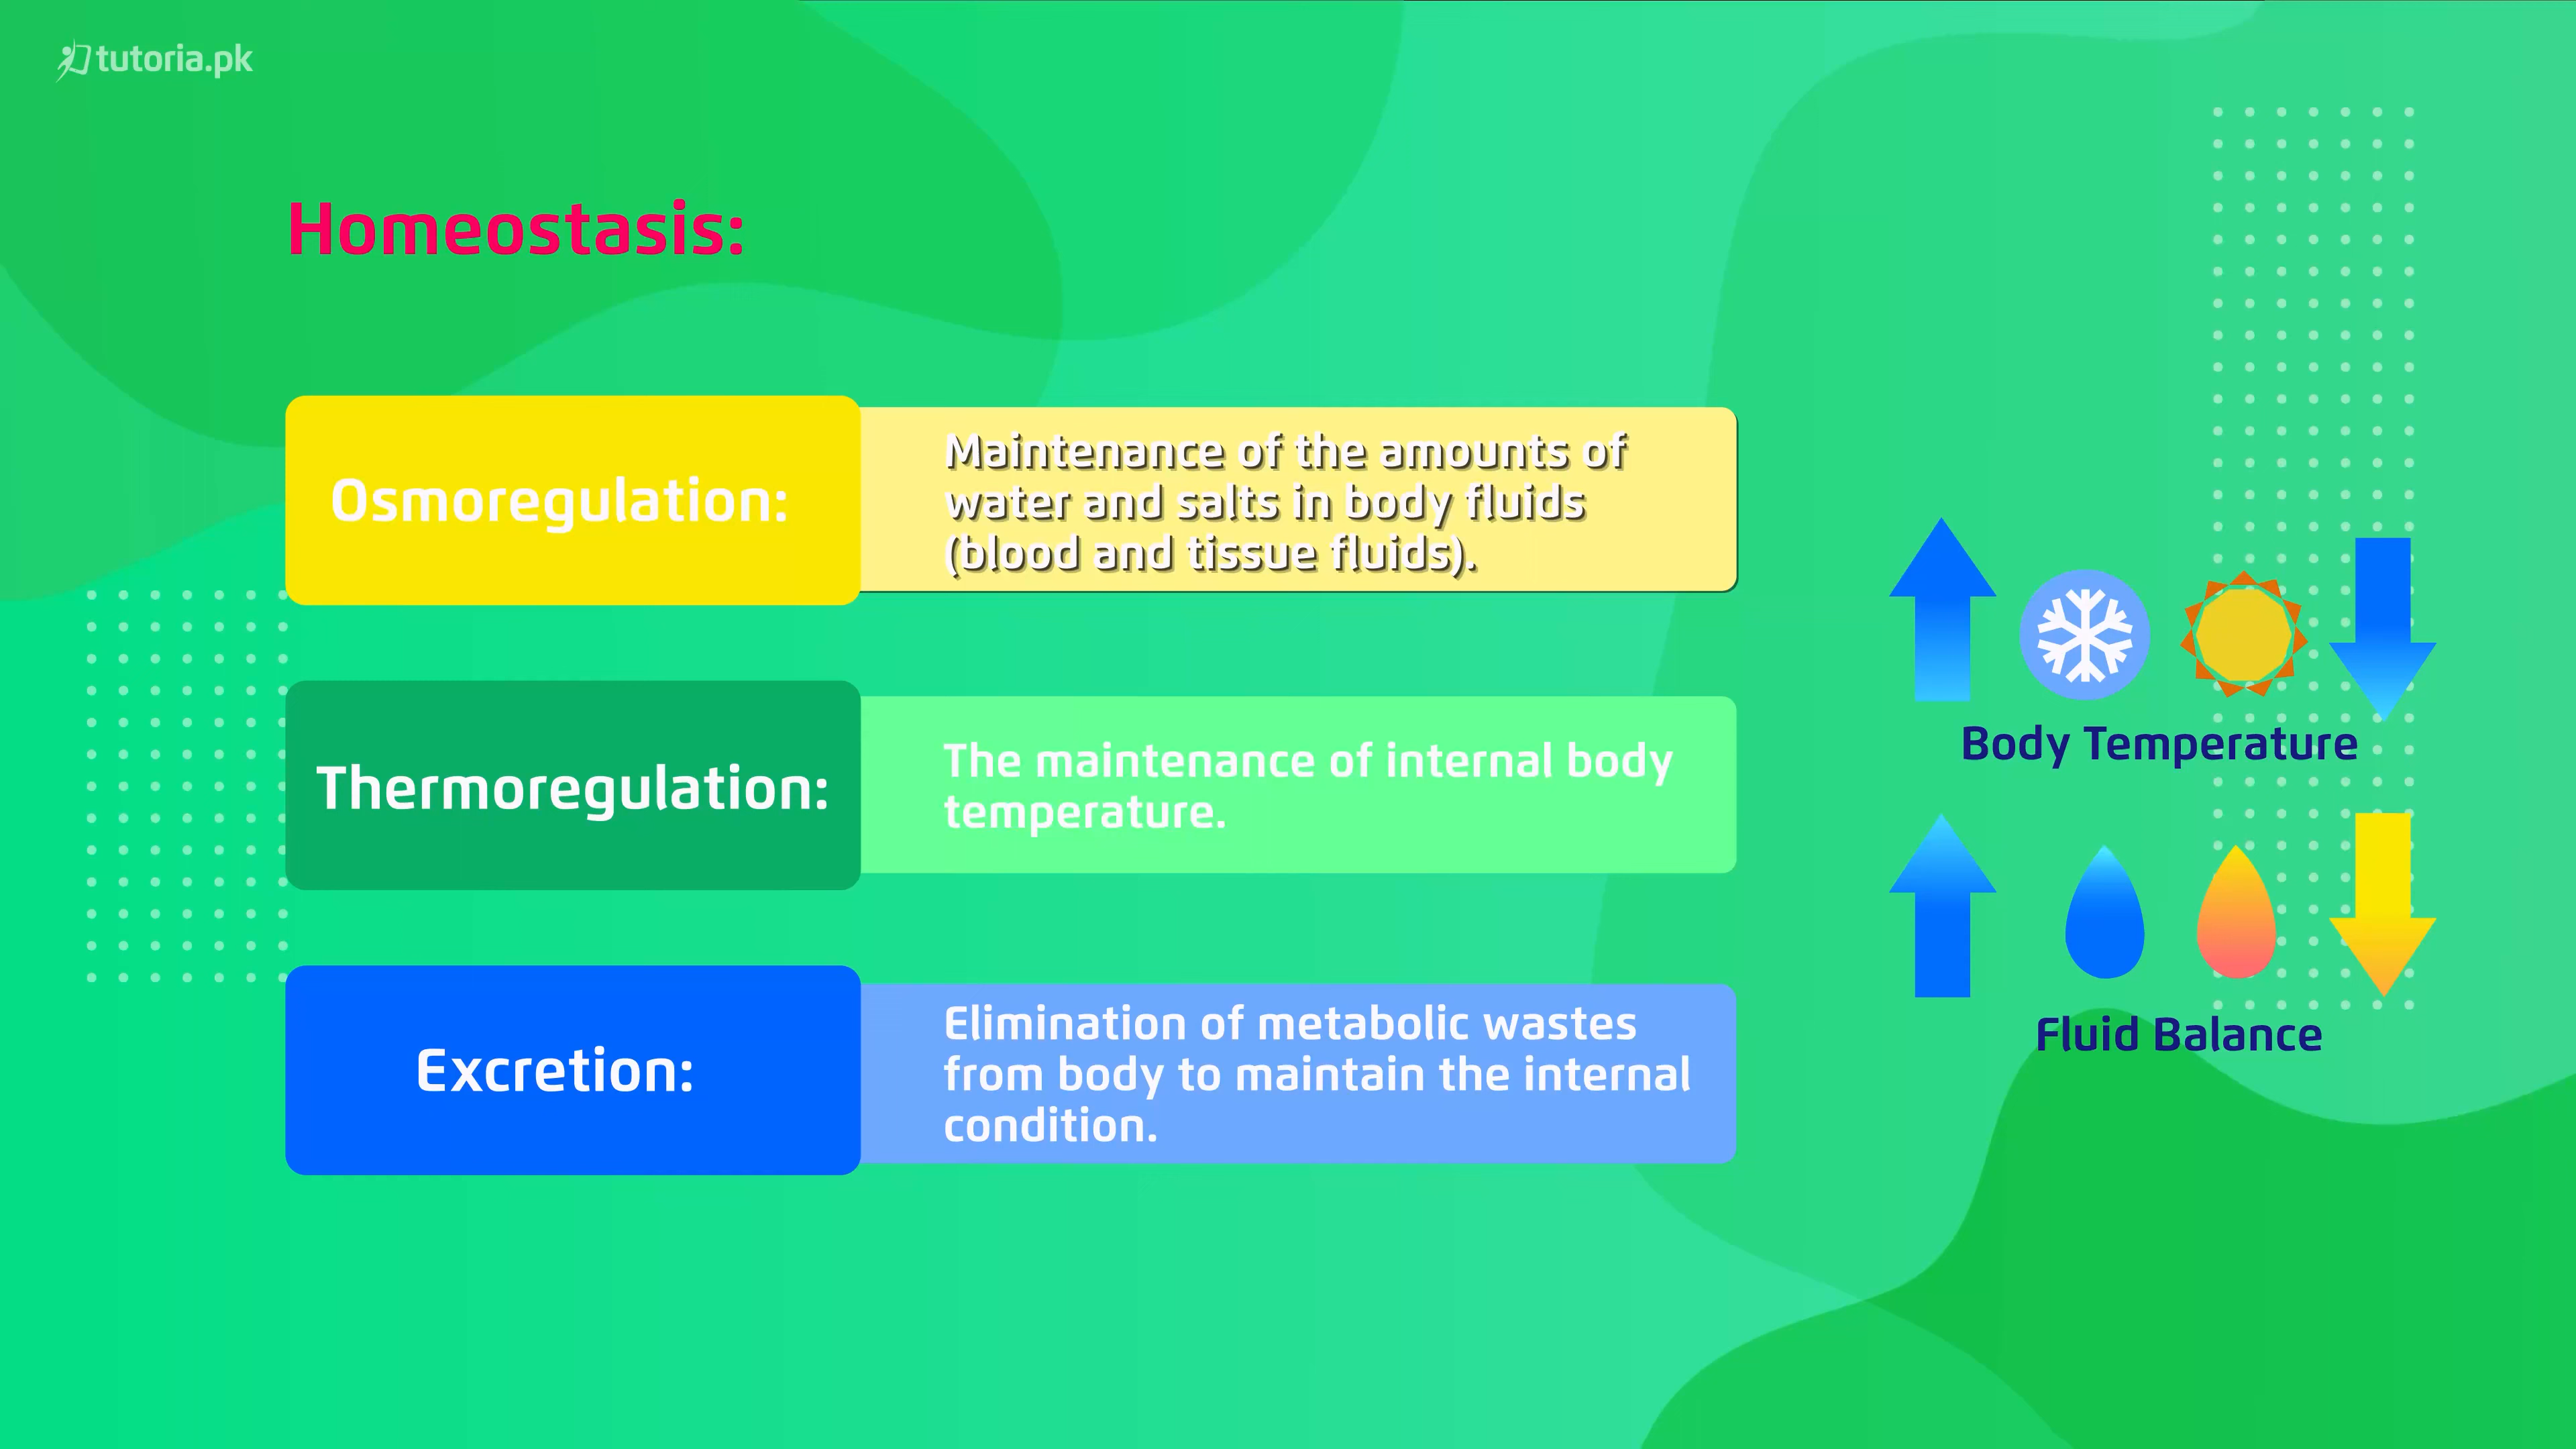 tutoria.pk
Homeostasis:
Osmoregulation:
Maintenance of the amounts of
water and salts in body fluids
(blood and tissue fluids).
Thermoregulation:
The maintenance of internal body
temperature.
Excretion:
Elimination of metabolic wastes
from body to maintain the internal
condition.
Body Temperature
Fluid Balance